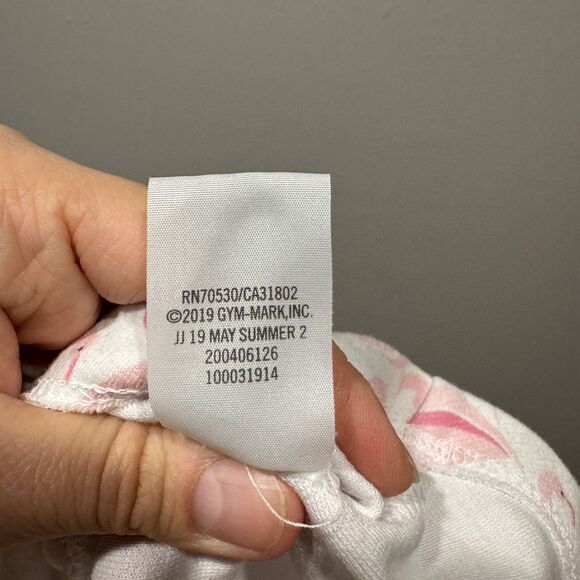 RN70530/CA31802
©2019 GYM-MARK,INC.
JJ 19 MAY SUMMER 2
200406126
100031914